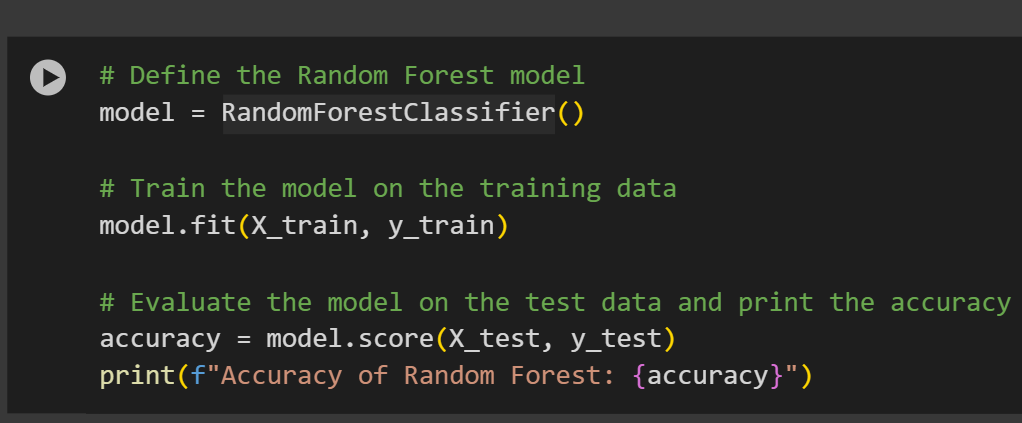 # Define the Random Forest model
model = RandomForestClassifier()
# Train the model on the training data
model.fit(X_train, y_train)
# Evaluate the model on the test data and print the accuracy
accuracy = model.score(X_test, y_test)
print(f"Accuracy of Random Forest: {accuracy}")